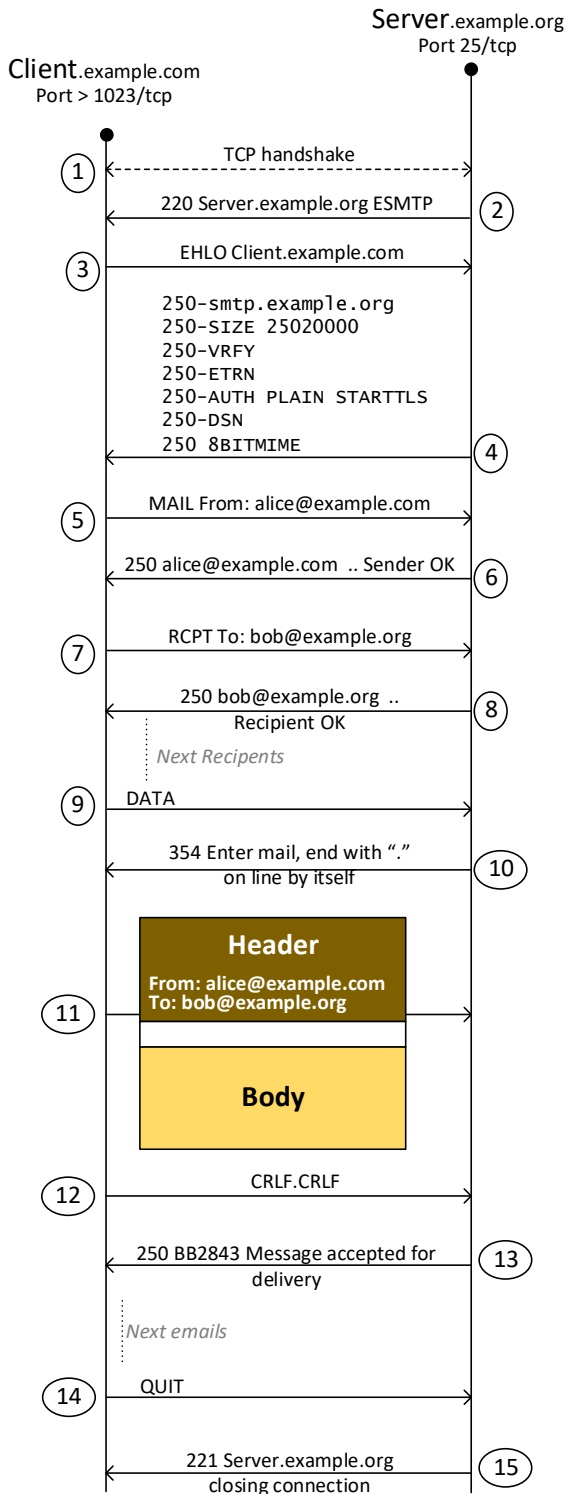 Server.example.org
Port 25/tcp
Client.example.com
Port > 1023/tcp
TCP handshake
1
220 Server.example.org ESMTP
2
EHLO Client.example.com
3
250-smtp.example.org
250-SIZE 25020000
250-VRFY
250-ETRN
250-AUTH PLAIN STARTTLS
250-DSN
250 8BITMIME
4
MAIL From: alice@example.com
5
250 alice@example.com .. Sender OK
6
RCPT To: bob@example.org
7
250 bob@example.org ..
Recipient OK
8
Next Recipents
9
DATA
354 Enter mail, end with “.”
on line by itself
10
Header
From: alice@example.com
To: bob@example.org
11
Body
CRLF.CRLF
12
250 BB2843 Message accepted for
delivery
13
Next emails
14
QUIT
221 Server.example.org
closing connection
15